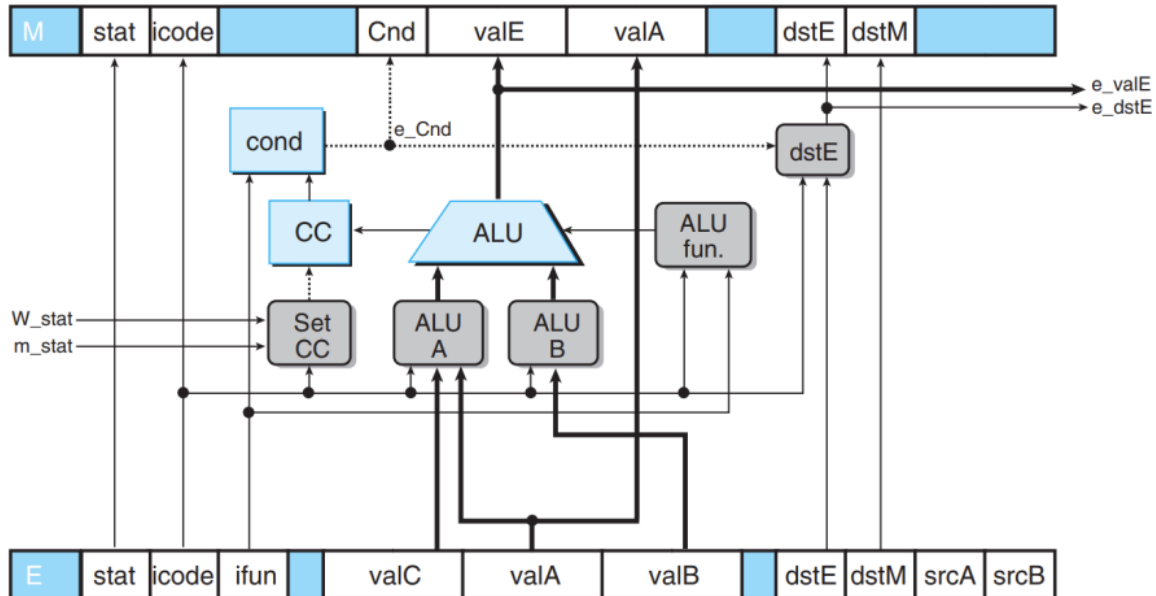 M stat icode Cnd valE valA dstE dstM
e_valE
e_dstE
e_Cnd
cond
dstE
CC
ALU
ALU
fun.
W_stat
m_stat
Set
CC
ALU
A
ALU
B
E stat icode ifun valC valA valB dstE dstM srcA srcB